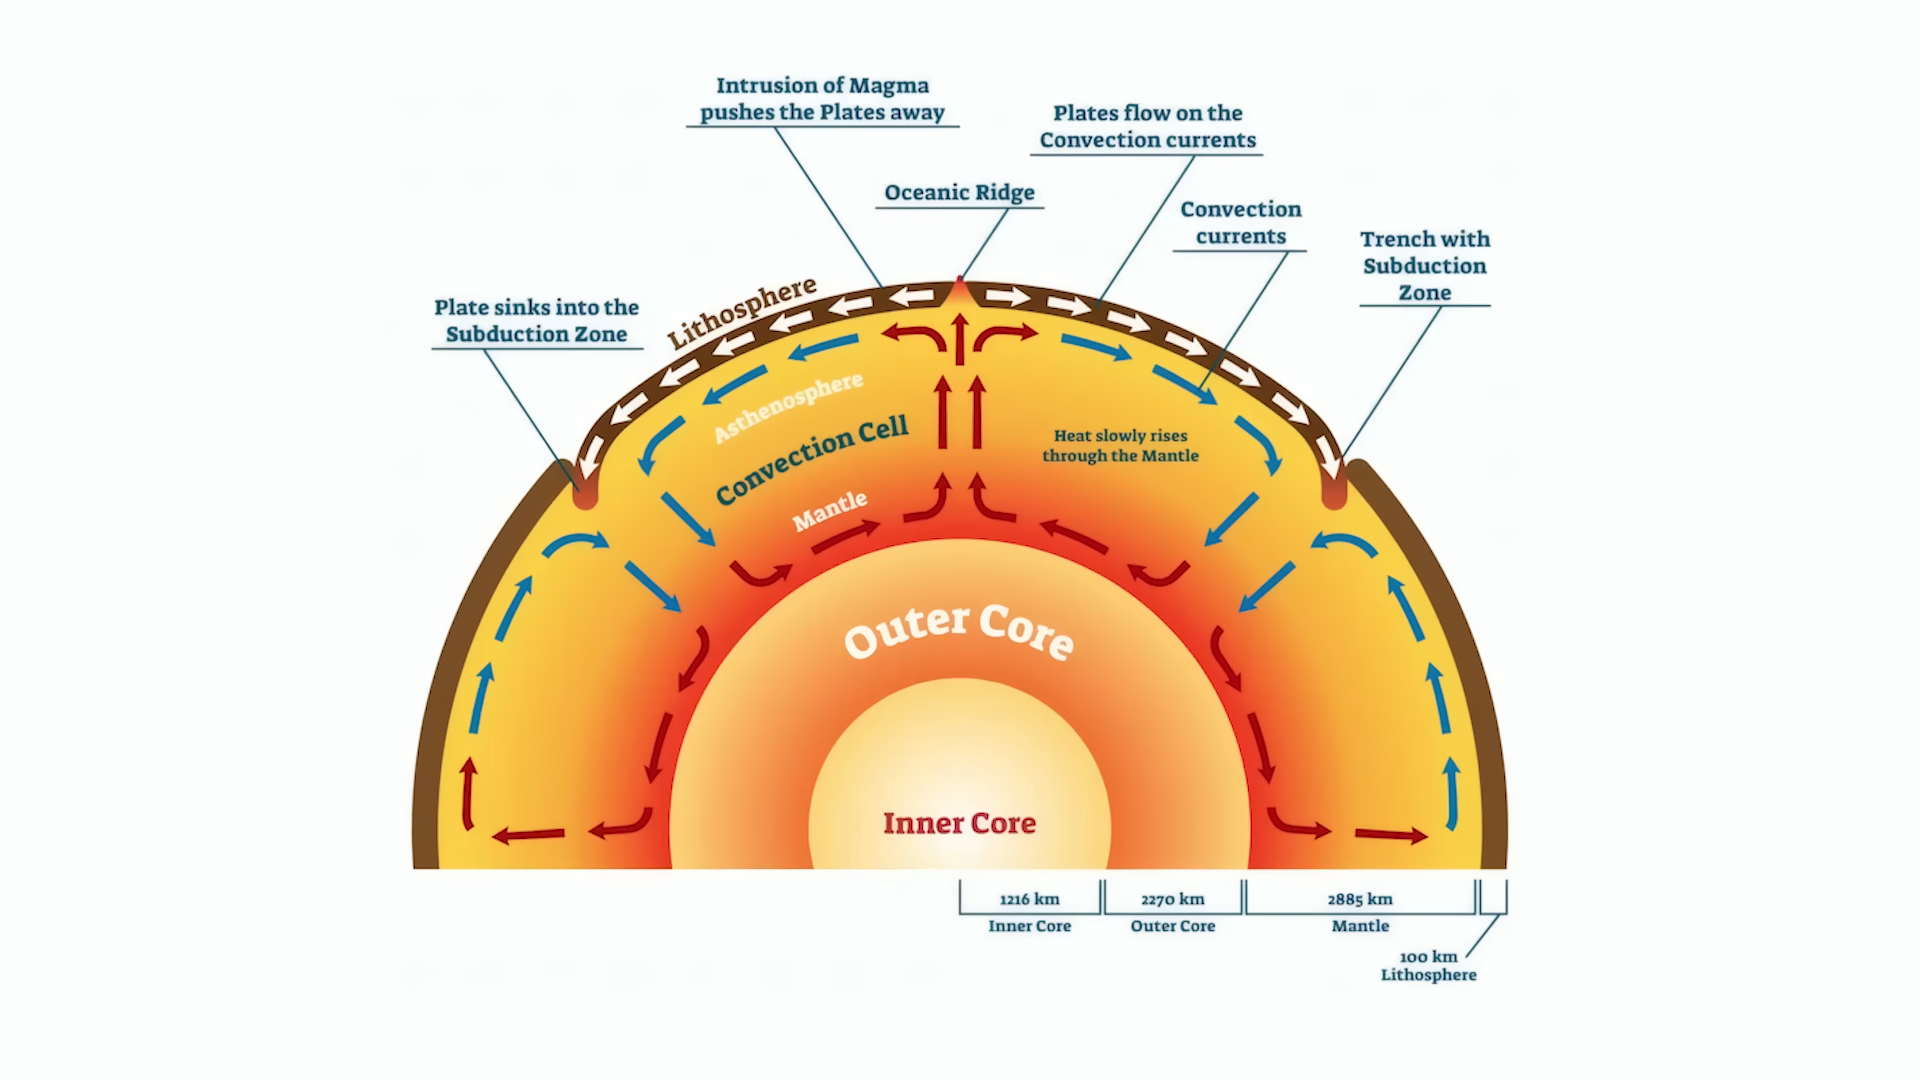 Intrusion of Magma
pushes the Plates away
Plates flow on the
Convection currents
Oceanic Ridge
Convection
currents
Trench with
Subduction
Zone
Plate sinks into the
Subduction Zone
Lithosphere
Asthenosphere
Convection Cell
Mantle
Heat slowly rises
through the Mantle
Outer Core
Inner Core
1216 km
Inner Core
2270 km
Outer Core
2885 km
Mantle
100 km
Lithosphere